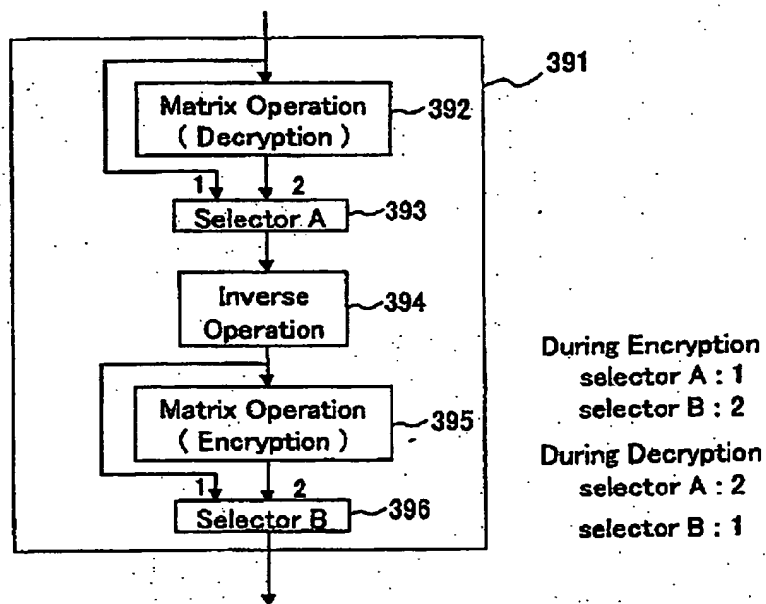 391
Matrix Operation
( Decryption )
392
1
2
Selector A
393
Inverse
Operation
394
Matrix Operation
( Encryption )
395
1
2
Selector B
396
During Encryption
selector A : 1
selector B : 2
During Decryption
selector A : 2
selector B : 1